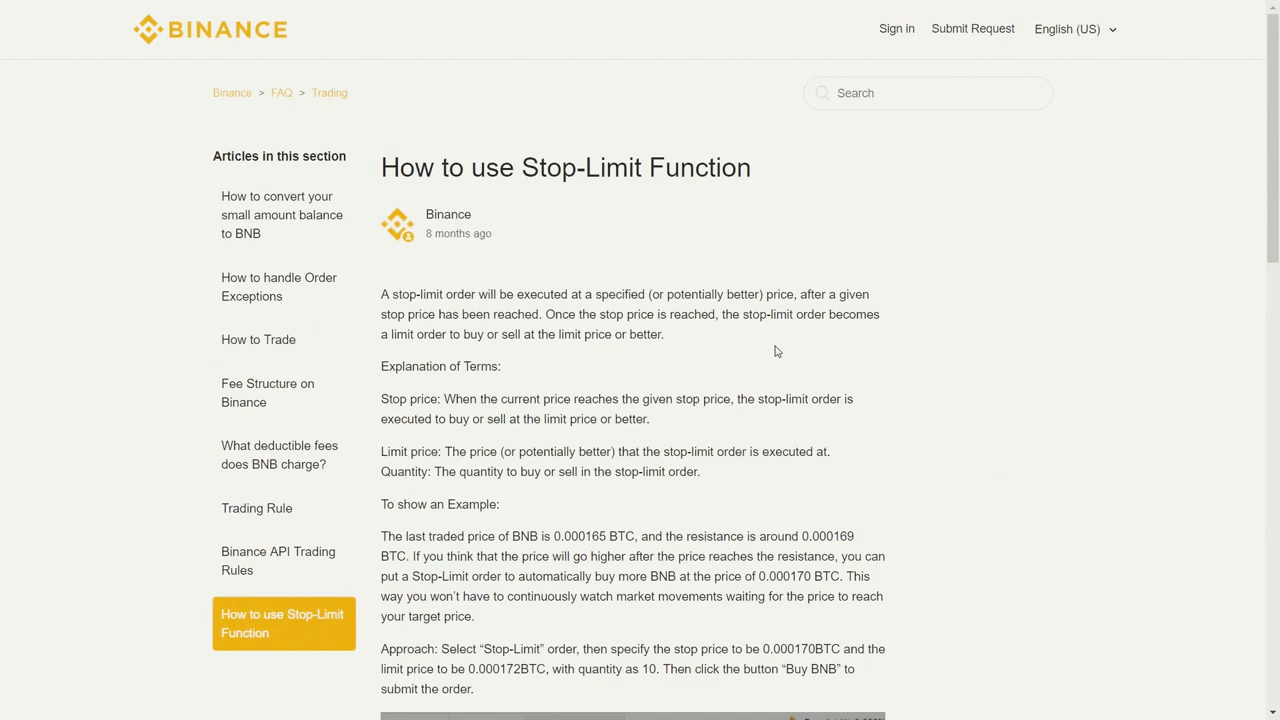 BINANCE
Sign in
Submit Request
English (US)
Binance > FAQ > Trading
Search
Articles in this section
How to convert your
small amount balance
to BNB
How to handle Order
Exceptions
How to Trade
Fee Structure on
Binance
What deductible fees
does BNB charge?
Trading Rule
Binance API Trading
Rules
How to use Stop-Limit
Function
How to use Stop-Limit Function
Binance
8 months ago
A stop-limit order will be executed at a specified (or potentially better) price, after a given
stop price has been reached. Once the stop price is reached, the stop-limit order becomes
a limit order to buy or sell at the limit price or better.
Explanation of Terms:
Stop price: When the current price reaches the given stop price, the stop-limit order is
executed to buy or sell at the limit price or better.
Limit price: The price (or potentially better) that the stop-limit order is executed at.
Quantity: The quantity to buy or sell in the stop-limit order.
To show an Example:
The last traded price of BNB is 0.000165 BTC, and the resistance is around 0.000169
BTC. If you think that the price will go higher after the price reaches the resistance, you can
put a Stop-Limit order to automatically buy more BNB at the price of 0.000170 BTC. This
way you won’t have to continuously watch market movements waiting for the price to reach
your target price.
Approach: Select “Stop-Limit” order, then specify the stop price to be 0.000170BTC and the
limit price to be 0.000172BTC, with quantity as 10. Then click the button “Buy BNB” to
submit the order.